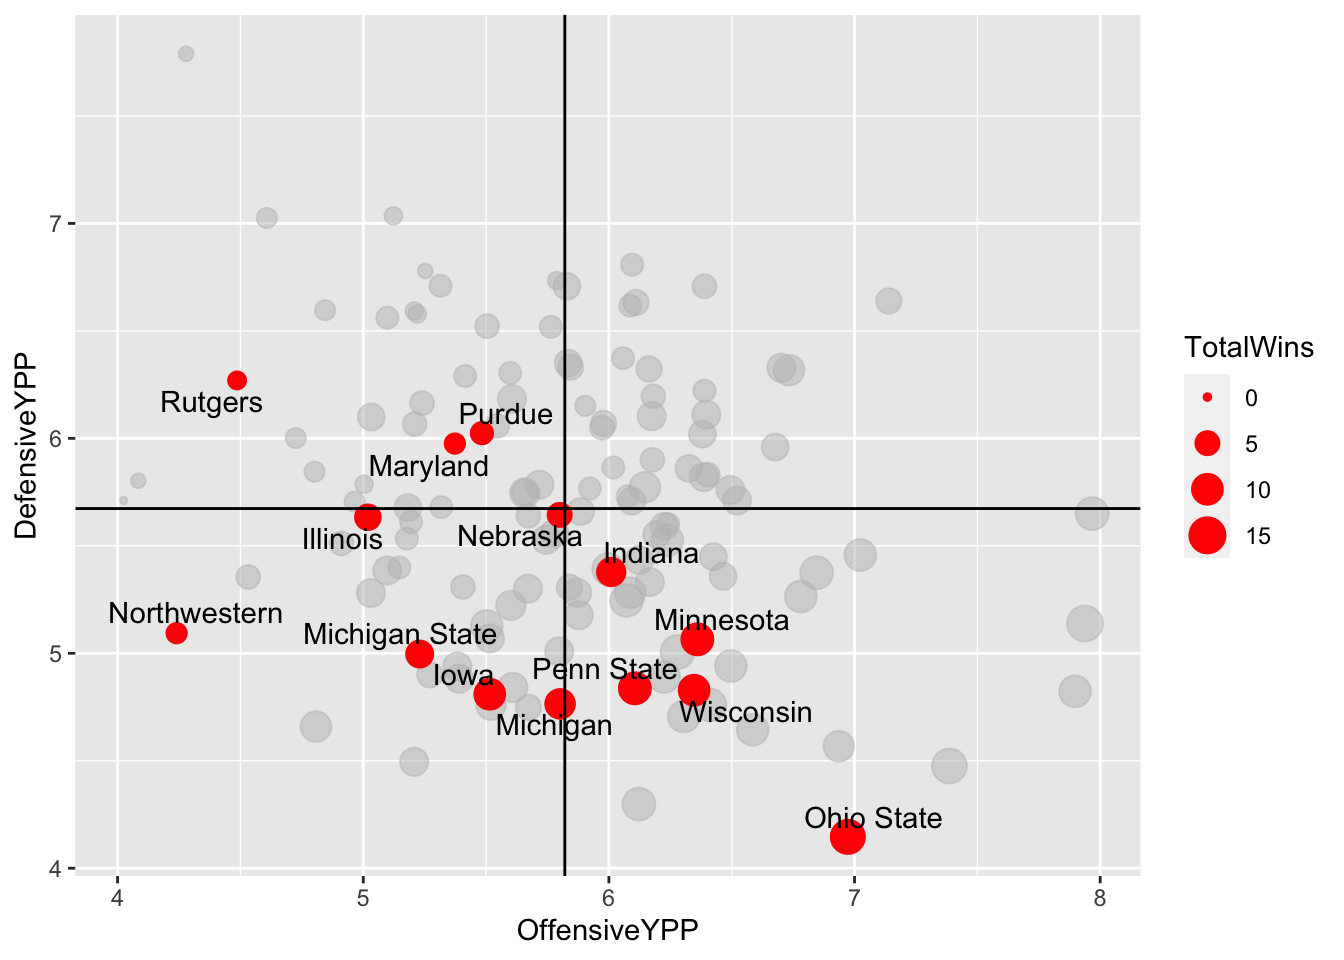 7
6
5
4
DefensiveYPP
Rutgers
Purdue
Maryland
Illinois
Nebraska
Indiana
Northwestern
Michigan State
Minnesota
Iowa
Penn State
Michigan
Wisconsin
Ohio State
4 5 6 7 8
OffensiveYPP
TotalWins
0
5
10
15